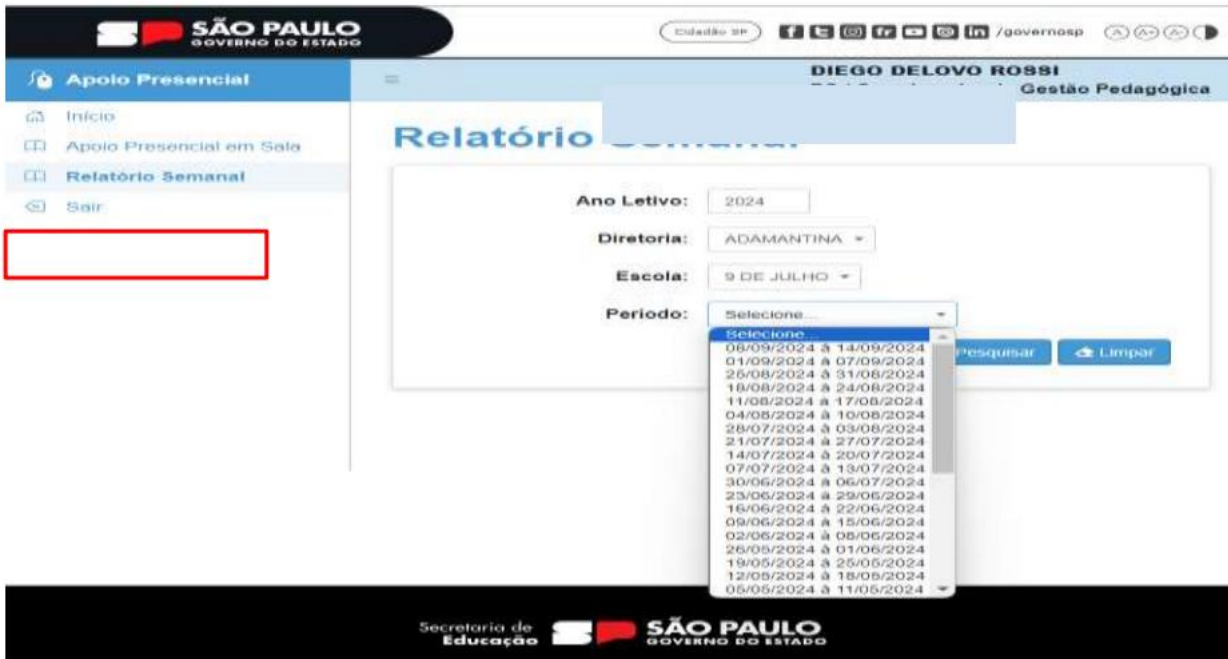 SÃO PAULO
GOVERNO DO ESTADO
Cidadão SP
/governosp
A A+ A-
Apoio Presencial
DIEGO DELOVO ROSSI
Gestão Pedagógica
Início
Apoio Presencial em Sala
Relatório Semanal
Sair
Relatório Semanal
Ano Letivo: 2024
Diretoria: ADAMANTINA
Escola: 9 DE JULHO
Periodo: Selecione...
Selecione...
08/09/2024 à 14/09/2024
01/09/2024 à 07/09/2024
25/08/2024 à 31/08/2024
18/08/2024 à 24/08/2024
11/08/2024 à 17/08/2024
04/08/2024 à 10/08/2024
28/07/2024 à 03/08/2024
21/07/2024 à 27/07/2024
14/07/2024 à 20/07/2024
07/07/2024 à 13/07/2024
30/06/2024 à 06/07/2024
23/06/2024 à 29/06/2024
16/06/2024 à 22/06/2024
09/06/2024 à 15/06/2024
02/06/2024 à 08/06/2024
26/05/2024 à 01/06/2024
19/05/2024 à 25/05/2024
12/05/2024 à 18/05/2024
05/05/2024 à 11/05/2024
Pesquisar
Limpar
Secretaria de
Educação
SÃO PAULO
GOVERNO DO ESTADO